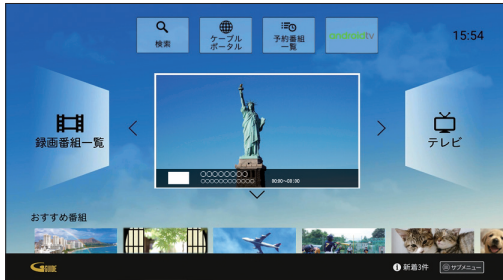 検索
ケーブル
ポータル
予約番組
一覧
androidtv
15:54
録画番組一覧
テレビ
○○○○○○○○)
○○○○○○○○○○○○
00:00~00:00
おすすめ番組
G GUIDE
新着3件
サブメニュー